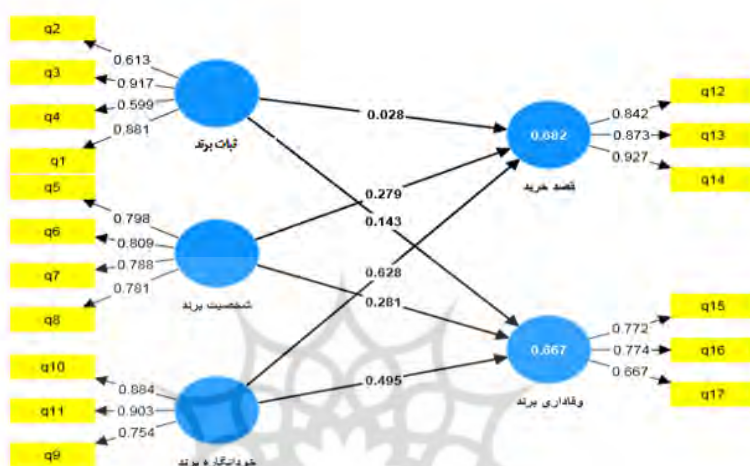 q2
0.613
q3
0.917
q4
0.599
q1
0.881
ثبات برند
q5
0.798
q6
0.809
q7
0.788
q8
0.781
شخصیت برند
q10
0.884
q11
0.903
q9
0.754
خودانگاره برند
0.028
0.279
0.143
0.628
0.281
0.495
0.682
قصد خرید
0.842
q12
0.873
q13
0.927
q14
0.667
وفاداری برند
0.772
q15
0.774
q16
0.667
q17